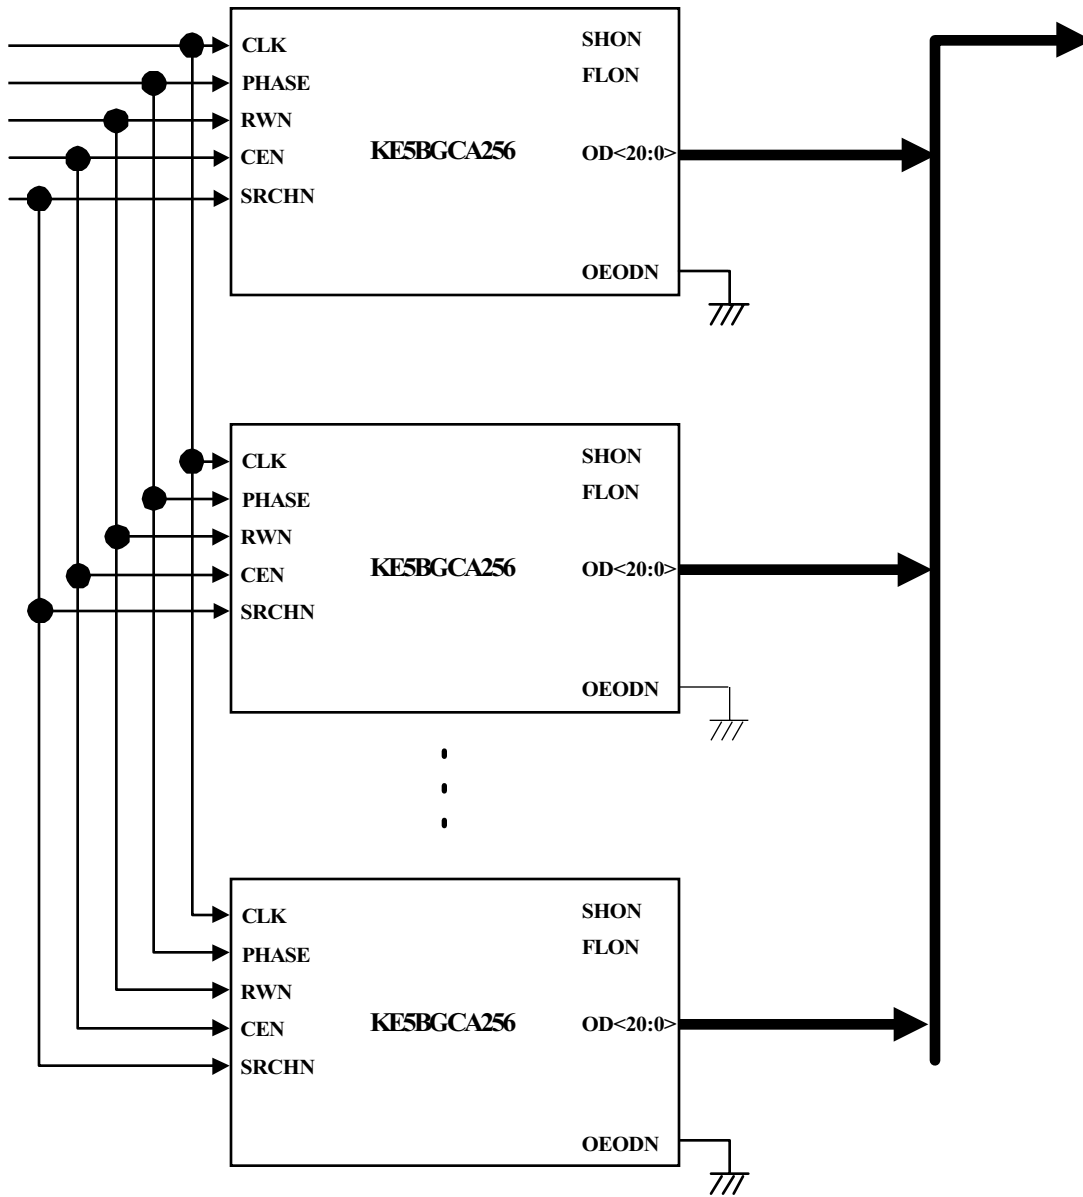 CLK
SHON
PHASE
FLON
RWN
CEN
KE5BGCA256
OD<20:0>
SRCHN
OEODN
CLK
SHON
PHASE
FLON
RWN
CEN
KE5BGCA256
OD<20:0>
SRCHN
OEODN
CLK
SHON
PHASE
FLON
RWN
CEN
KE5BGCA256
OD<20:0>
SRCHN
OEODN